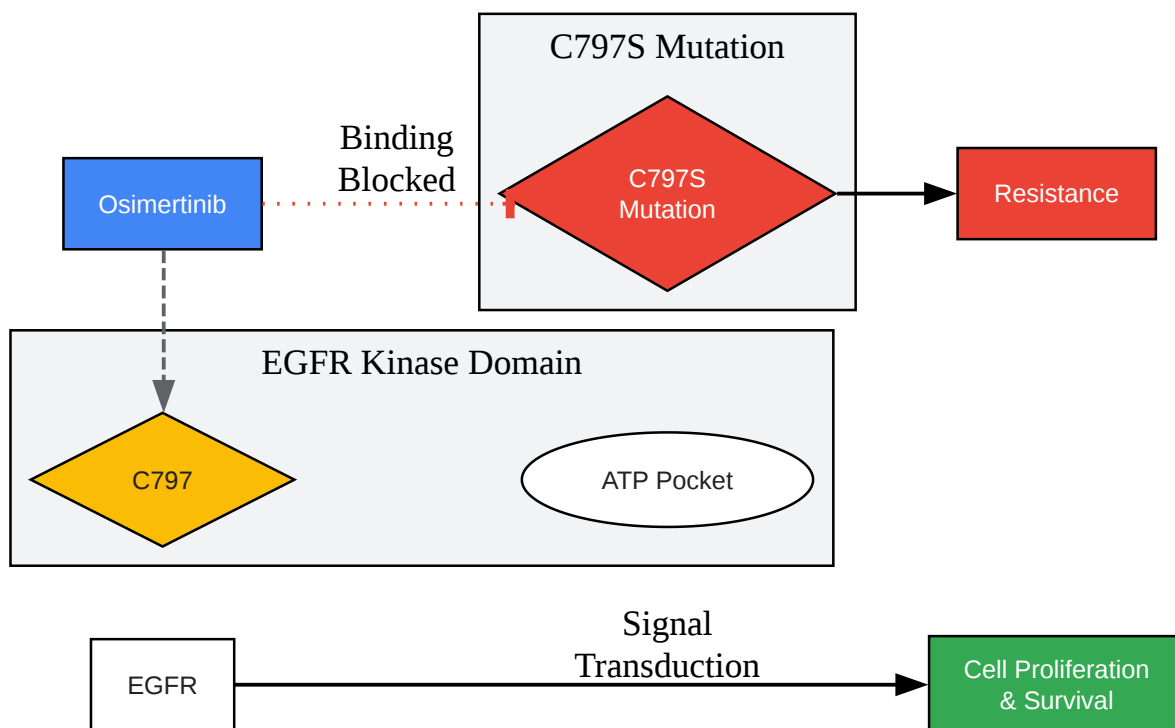 C797S Mutation
Binding
Blocked
Osimertinib
C797S
Mutation
Resistance
EGFR Kinase Domain
C797
ATP Pocket
Signal
Transduction
EGFR
Cell Proliferation
& Survival